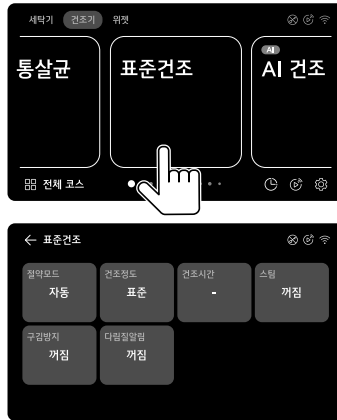 세탁기 건조기 위젯
통살균
표준건조
AI
AI 건조
전체 코스
← 표준건조
절약모드 건조정도 건조시간 스팀
자동 표준 - 꺼짐
구김방지 다림질알림
꺼짐 꺼짐